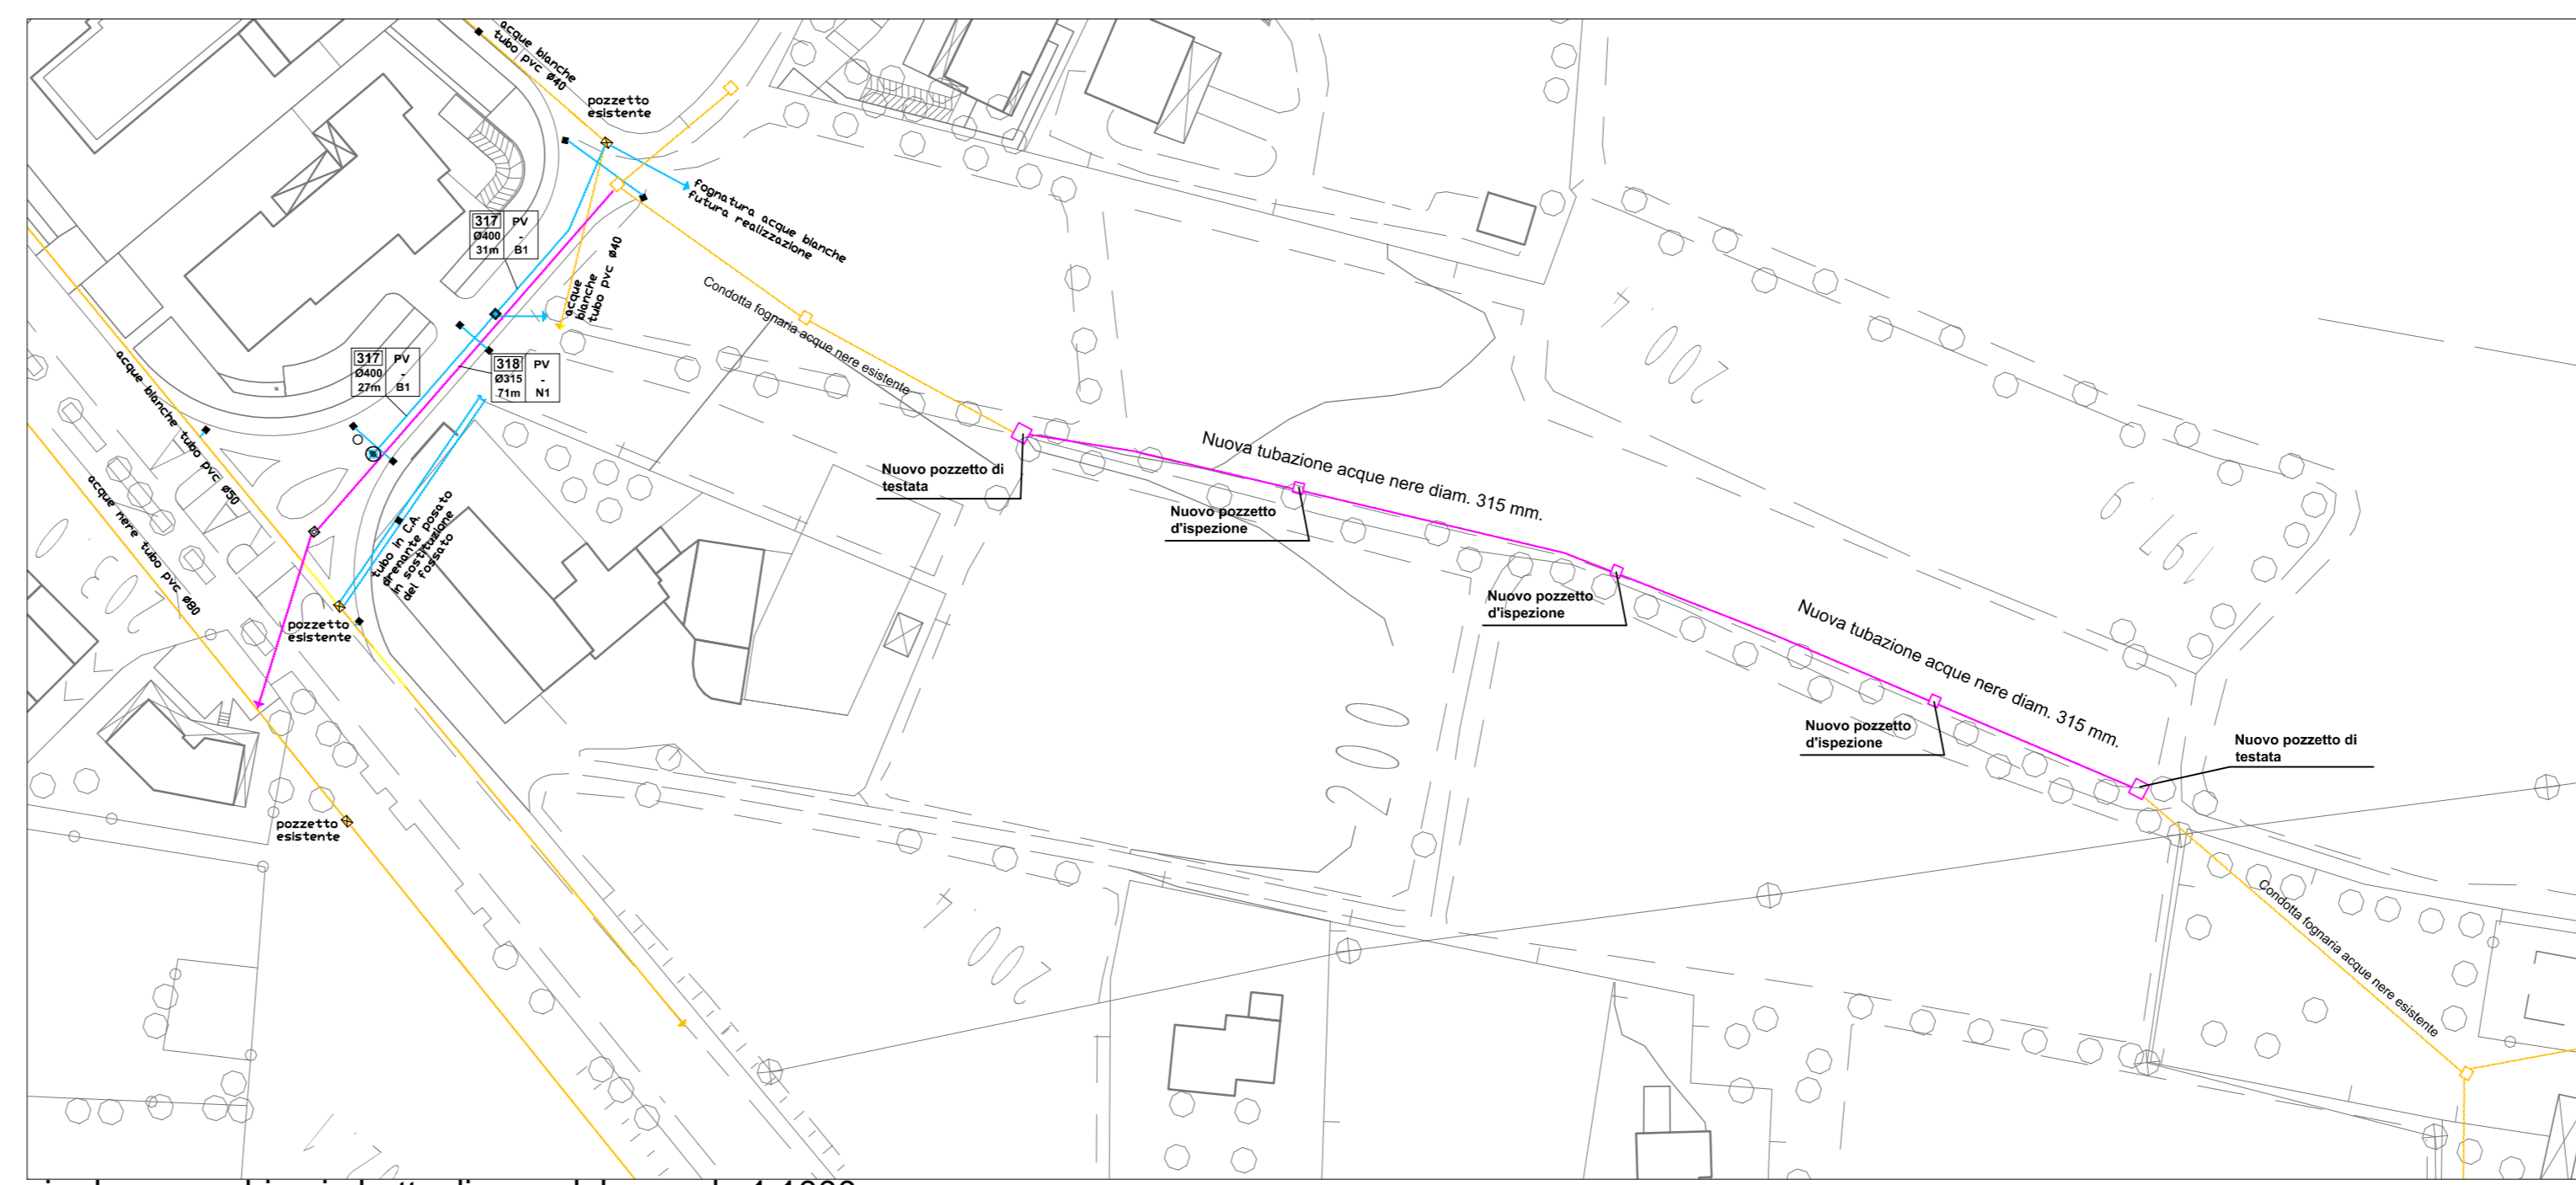 acque bianche
tubo pvc ø40
pozzetto
esistente
fognatura acque bianche
futura realizzazione
317 PV
Ø400 -
31m B1
acque
bianche
tubo pvc ø40
Condotta fognaria acque nere esistente
317 PV
Ø400 -
27m B1
318 PV
Ø315 -
71m N1
acque bianche tubo pvc ø50
acque nere tubo pvc ø80
tubo in C.A.
drenante posato
in sostituzione
del fossato
pozzetto
esistente
pozzetto
esistente
Nuovo pozzetto di
testata
Nuova tubazione acque nere diam. 315 mm.
Nuovo pozzetto
d'ispezione
Nuovo pozzetto
d'ispezione
Nuova tubazione acque nere diam. 315 mm.
Nuovo pozzetto
d'ispezione
Nuovo pozzetto di
testata
Condotta fognaria acque nere esistente
2004
1979
2010
2004
203